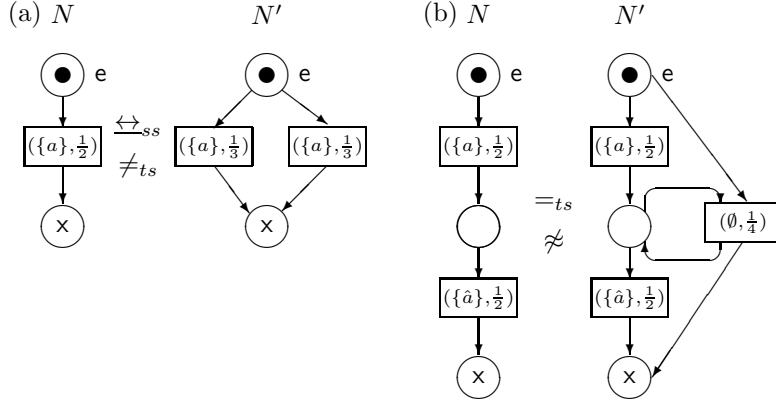 (a) N N′ (b) N N′
e e e e
({a},½) ↔ss ({a},⅓) ({a},⅓) ({a},½) ({a},½)
≠ts
x x =ts (∅,¼)
≉
({â},½) ({â},½)
x x